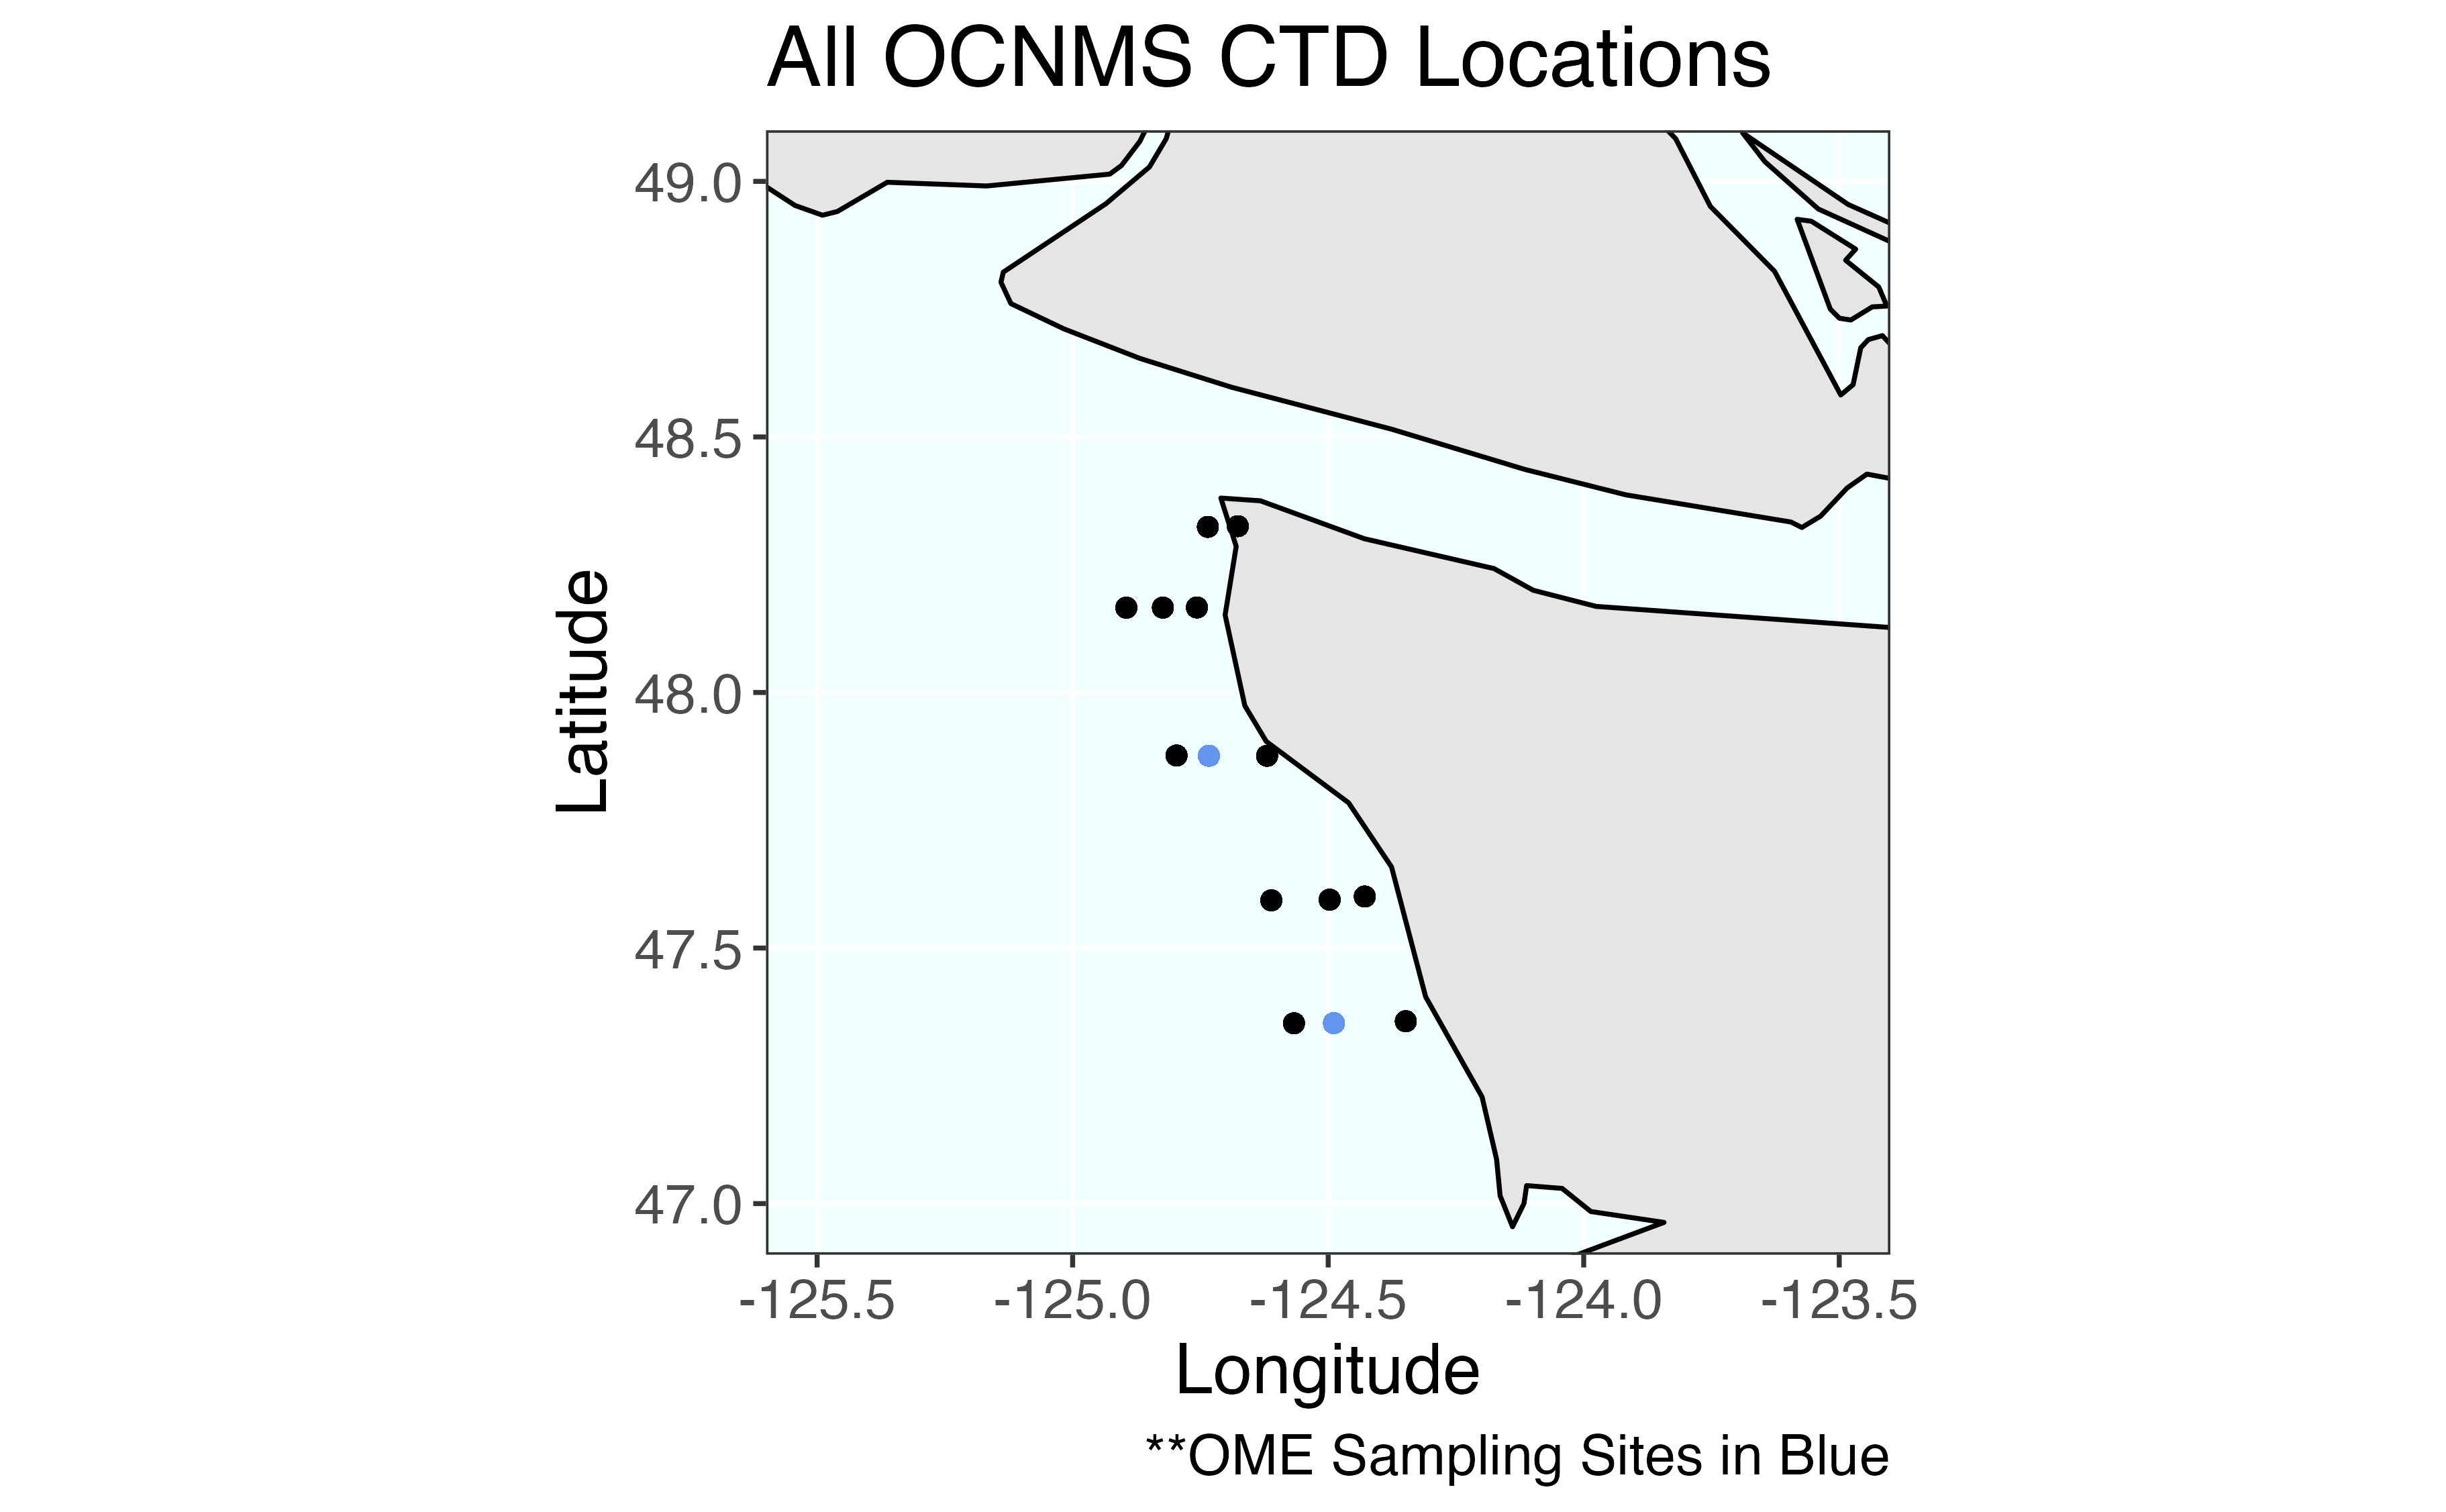 All OCNMS CTD Locations
49.0
48.5
48.0
47.5
47.0
Latitude
-125.5 -125.0 -124.5 -124.0 -123.5
Longitude
**OME Sampling Sites in Blue